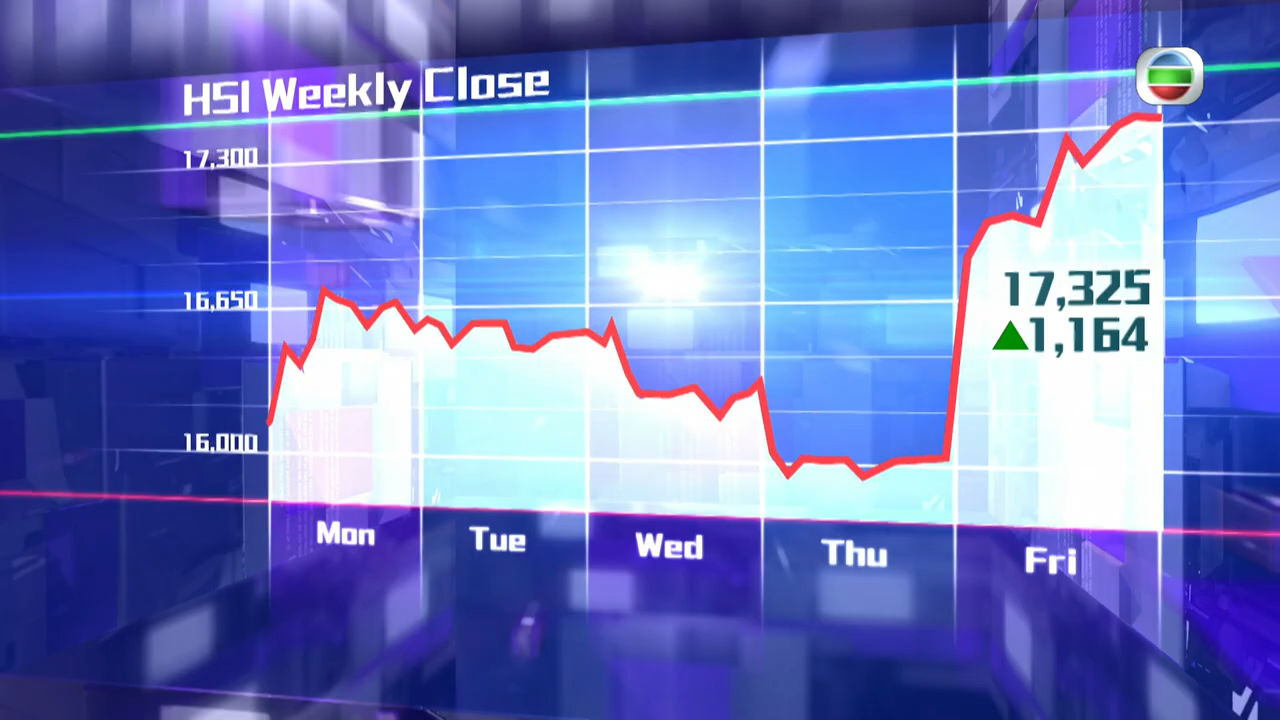 HSI Weekly Close
17,300
16,650
16,000
17,325
▲1,164
Mon Tue Wed Thu Fri